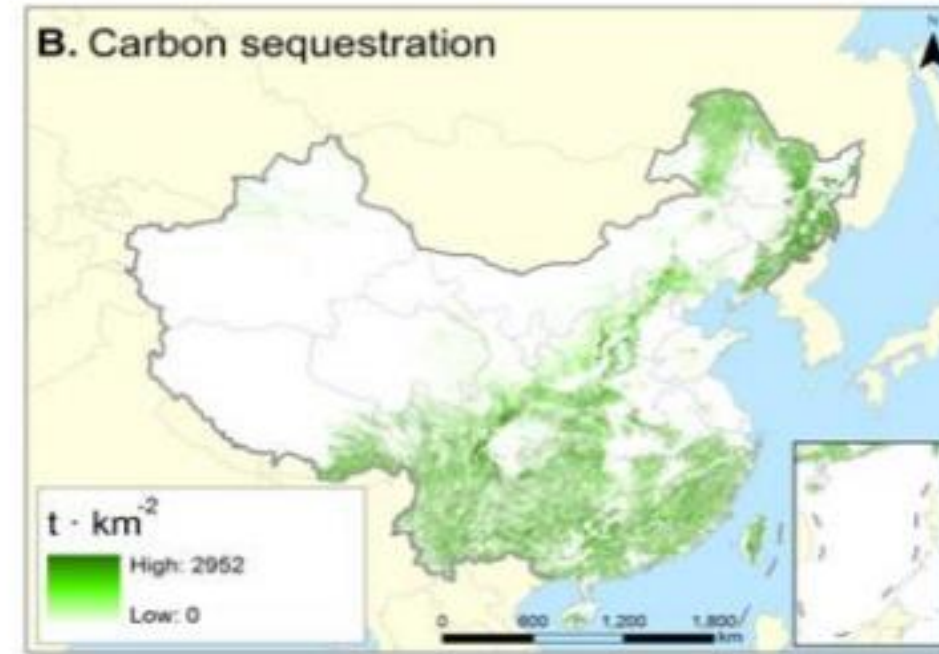 B. Carbon sequestration
N
t · km-2
High: 2952
Low: 0
0 600 1,200 1,800
km